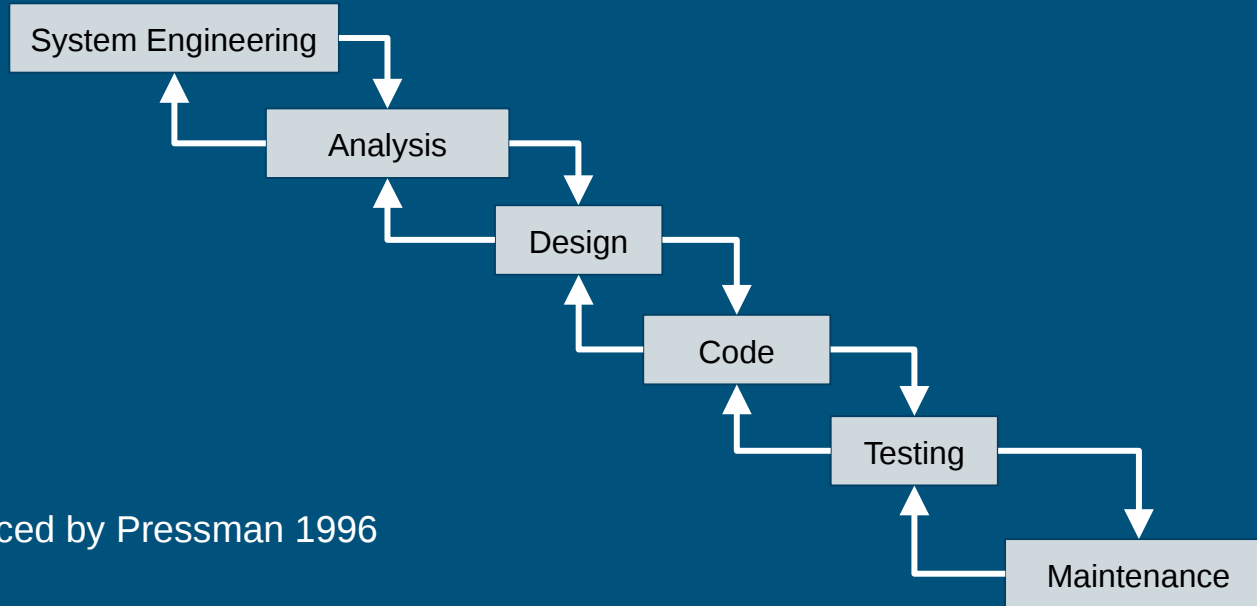 System Engineering
Analysis
Design
Code
Testing
ced by Pressman 1996
Maintenance